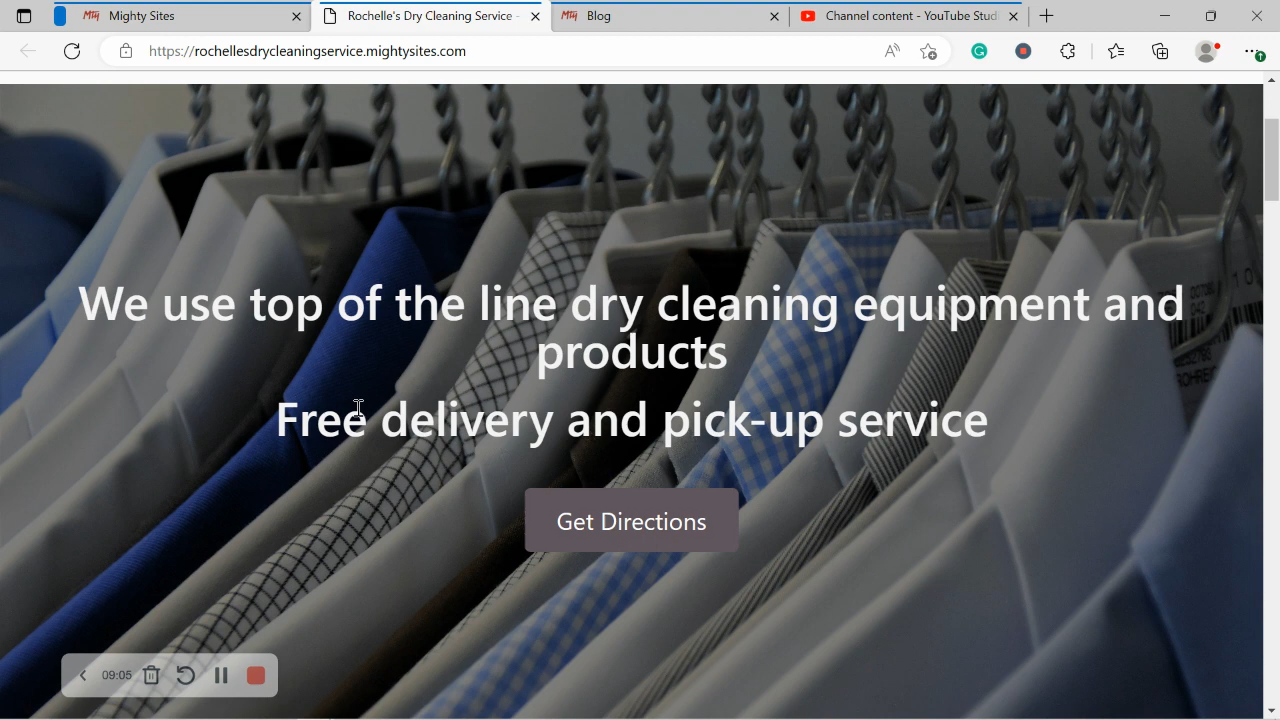 Mighty Sites
Rochelle's Dry Cleaning Service -
Blog
Channel content - YouTube Stud
https://rochellesdrycleaningservice.mightysites.com
We use top of the line dry cleaning equipment and
products
Free delivery and pick-up service
Get Directions
09:05